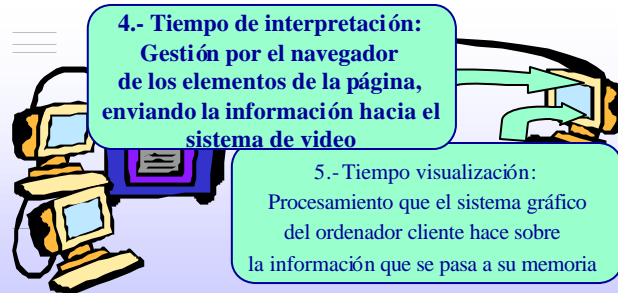 4.- Tiempo de interpretación:
Gestión por el navegador
de los elementos de la página,
enviando la información hacia el
sistema de video
5.- Tiempo visualización:
Procesamiento que el sistema gráfico
del ordenador cliente hace sobre
la información que se pasa a su memoria